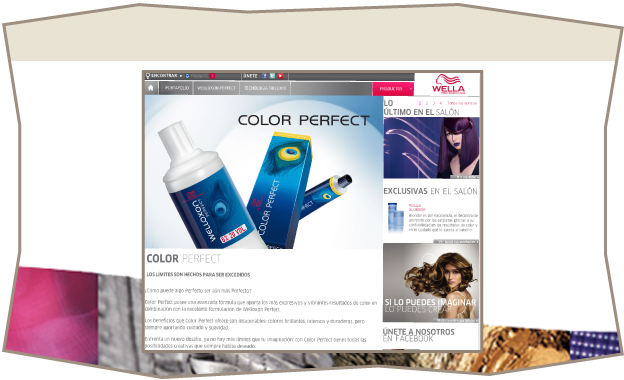 ENCONTRAR
ÚNETE
PORTAFOLIO
WELLOXON PERFECT
PRODUCTOS
WELLA
COLOR PERFECT
LO
ÚLTIMO EN EL SALÓN
1 2 3 4
WELLOXON
COLOR PERFECT
EXCLUSIVAS EN EL SALÓN
WELLA
COLOR PERFECT
LOS LÍMITES SON HECHOS PARA SER EXCEDIDOS
¿Cómo puede algo Perfecto ser aún más Perfecto?
Color Perfect posee una avanzada fórmula que aporta los más expresivos y vibrantes resultados de color en
combinación con la excelente formulación de Welloxon Perfect.
Los beneficios que Color Perfect ofrece son insuperables: colores brillantes, intensos y duraderos, pero
siempre aportando cuidado y suavidad.
Enfrenta un nuevo desafío, ya no hay más límites que tu imaginación con Color Perfect tienes todas las
posibilidades creativas que siempre habías deseado.
SI LO PUEDES IMAGINAR
LO PUEDES CREAR
ÚNETE A NOSOTROS
EN FACEBOOK